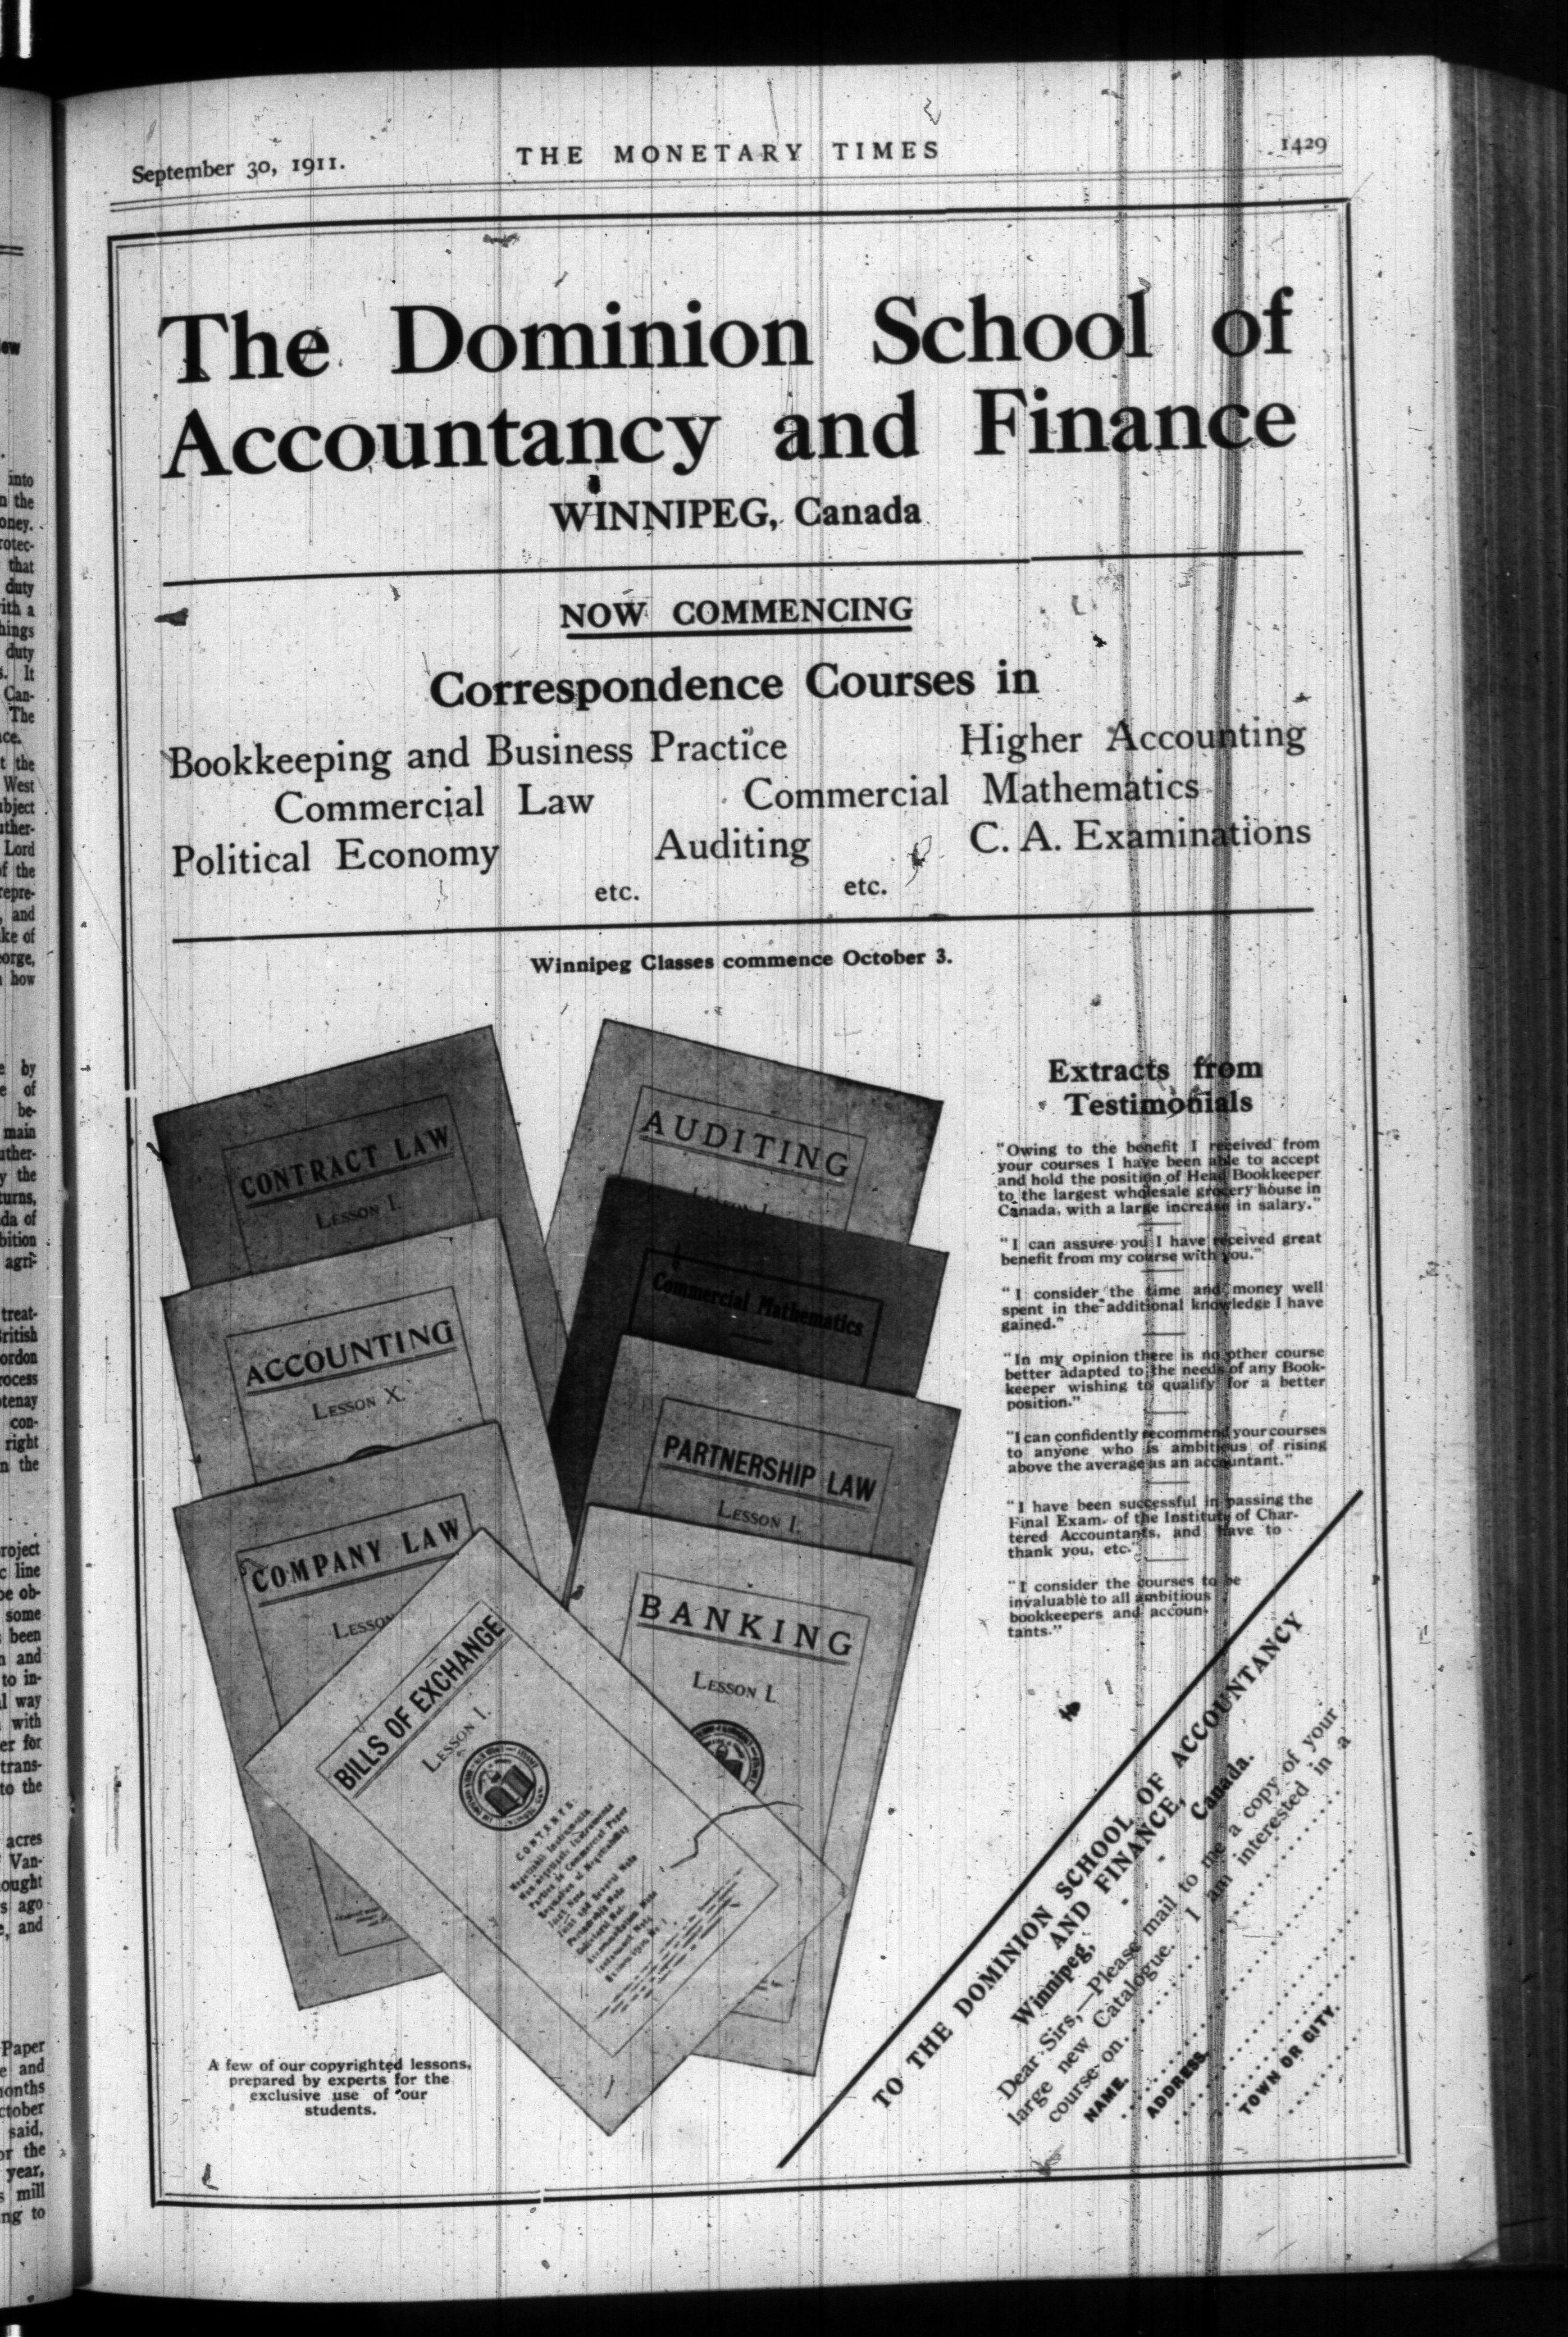 September 30, 1911.
THE MONETARY TIMES
1429
The Dominion School of
Accountancy and Finance
WINNIPEG, Canada
NOW COMMENCING
Correspondence Courses in
Bookkeeping and Business Practice Higher Accounting
Commercial Law Commercial Mathematics
Political Economy Auditing C. A. Examinations
etc. etc.
Winnipeg Classes commence October 3.
CONTRACT LAW
LESSON I.
ACCOUNTING
LESSON X.
COMPANY LAW
LESSON
BILLS OF EXCHANGE
LESSON I.
CONTENTS:
AUDITING
LESSON I.
Commercial Mathematics
PARTNERSHIP LAW
LESSON I.
BANKING
LESSON I.
A few of our copyrighted lessons,
prepared by experts for the
exclusive use of our
students.
Extracts from
Testimonials
"Owing to the benefit I received from
your courses I have been able to accept
and hold the position of Head Bookkeeper
to the largest wholesale grocery house in
Canada, with a large increase in salary."
"I can assure you I have received great
benefit from my course with you."
"I consider the time and money well
spent in the additional knowledge I have
gained."
"In my opinion there is no other course
better adapted to the needs of any Book-
keeper wishing to qualify for a better
position."
"I can confidently recommend your courses
to anyone who is ambitious of rising
above the average as an accountant."
"I have been successful in passing the
Final Exam. of the Institute of Char-
tered Accountants, and have to
thank you, etc."
"I consider the courses to be
invaluable to all ambitious
bookkeepers and accoun-
tants."
TO THE DOMINION SCHOOL OF ACCOUNTANCY
AND FINANCE,
Winnipeg, - - Canada.
Dear Sirs,—Please mail to me a copy of your
large new Catalogue. I am interested in a
course on
NAME.
ADDRESS.
TOWN OR CITY.